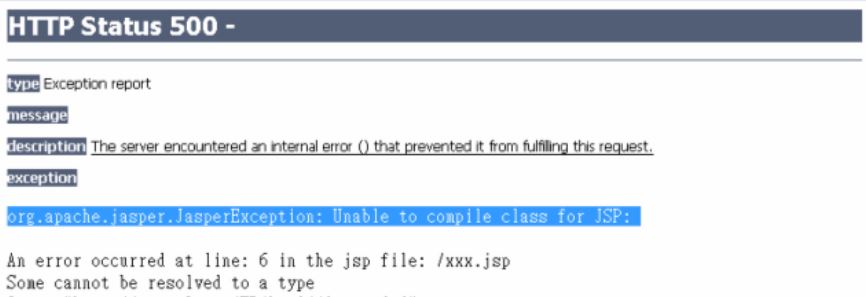 HTTP Status 500 -
type Exception report
message
description The server encountered an internal error () that prevented it from fulfilling this request.
exception
org.apache.jasper.JasperException: Unable to compile class for JSP:
An error occurred at line: 6 in the jsp file: /xxx.jsp
Some cannot be resolved to a type